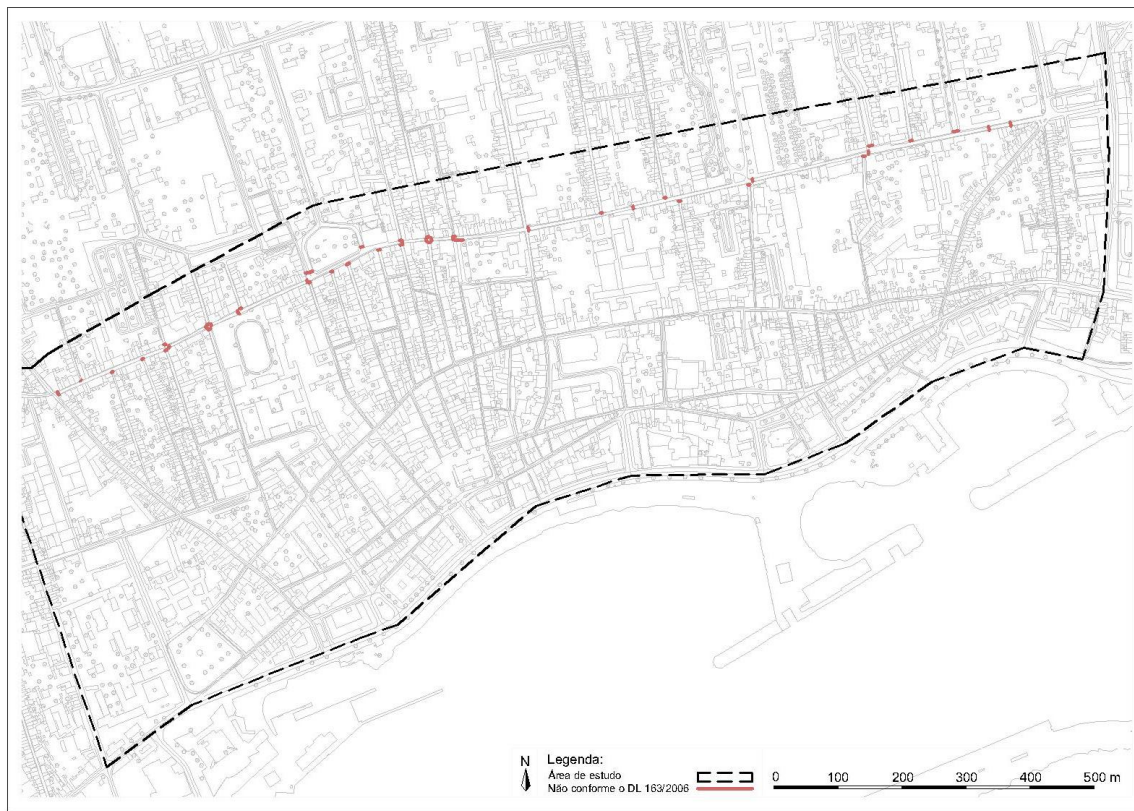 N
Legenda:
Área de estudo
Não conforme o DL 163/2006
0 100 200 300 400 500 m